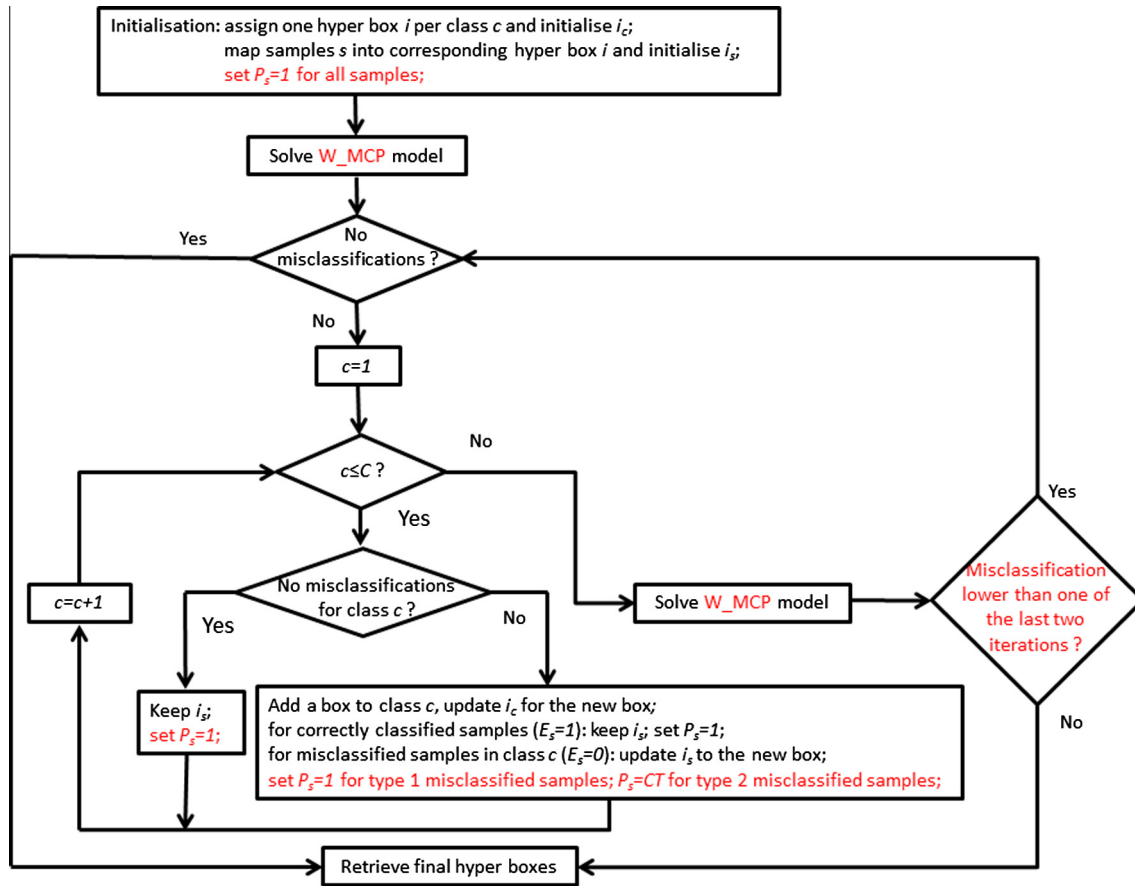 Initialisation: assign one hyper box i per class c and initialise i_c;
map samples s into corresponding hyper box i and initialise i_s;
set P_s=1 for all samples;
Solve W_MCP model
Yes
No
misclassifications ?
No
c=1
No
c≤C ?
Yes
Yes
c=c+1
No misclassifications
for class c ?
Yes
No
Solve W_MCP model
Misclassification
lower than one of
the last two
iterations ?
No
Keep i_s;
set P_s=1;
Add a box to class c, update i_c for the new box;
for correctly classified samples (E_s=1): keep i_s; set P_s=1;
for misclassified samples in class c (E_s=0): update i_s to the new box;
set P_s=1 for type 1 misclassified samples; P_s=CT for type 2 misclassified samples;
Retrieve final hyper boxes